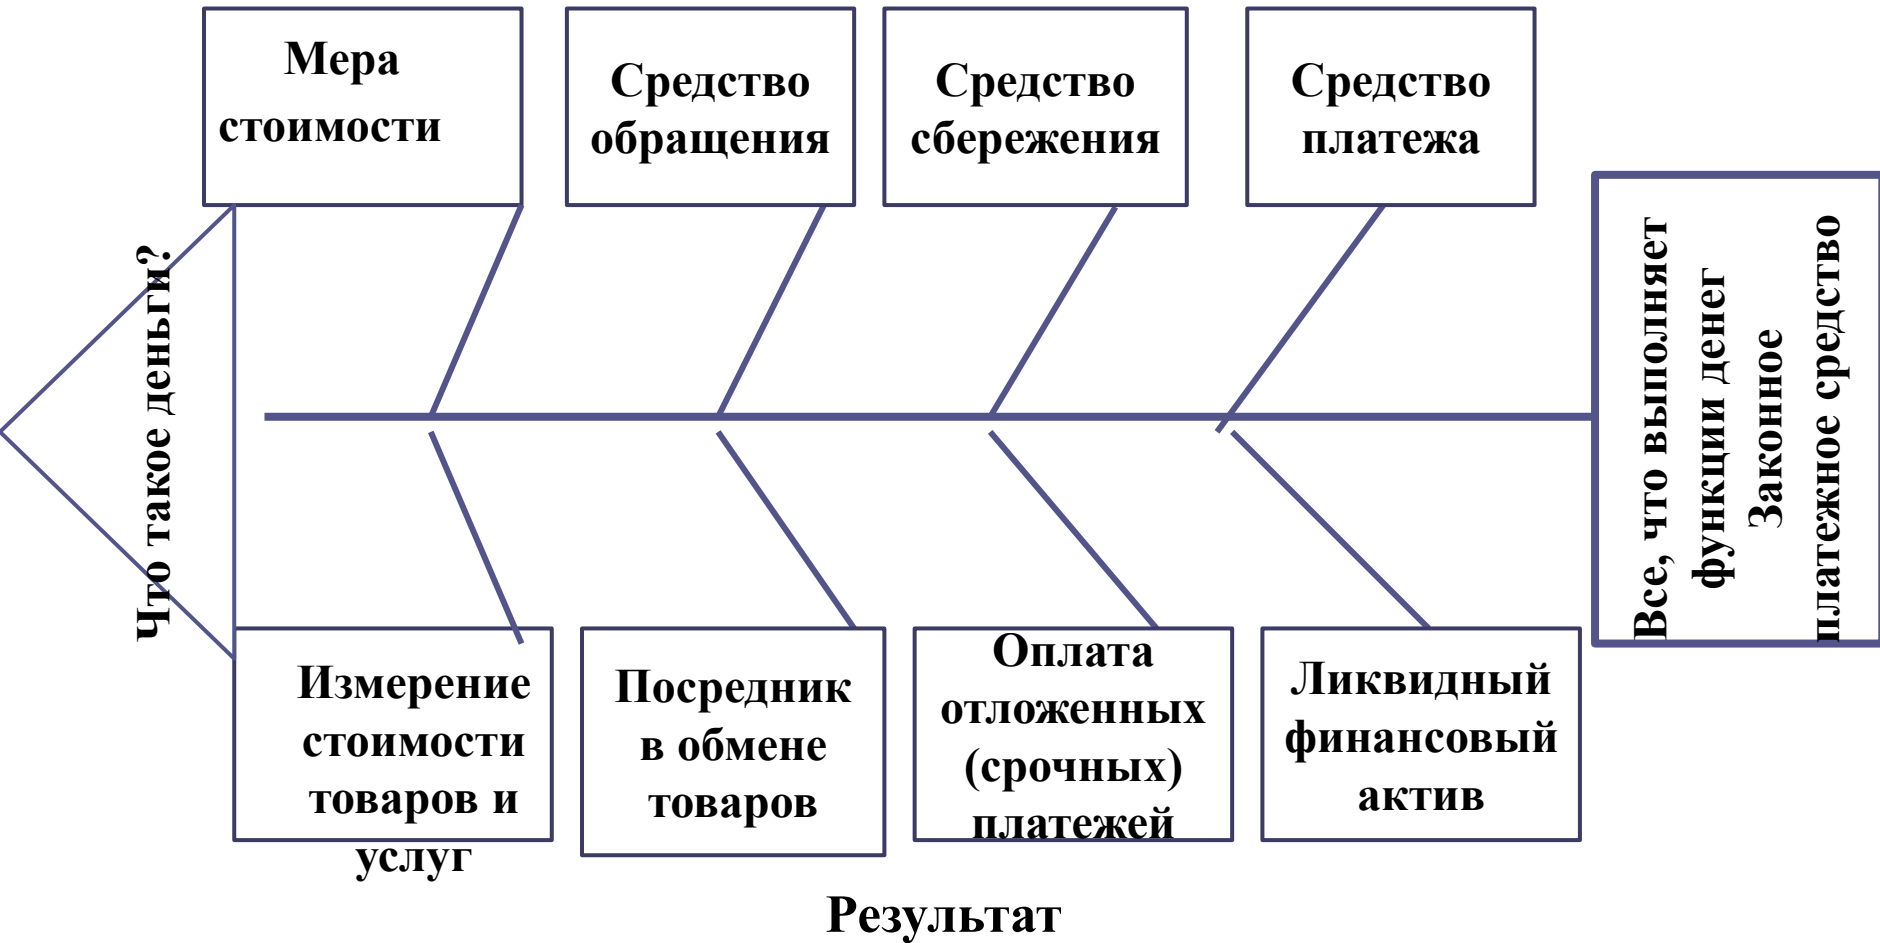 Мера
стоимости
Средство
обращения
Средство
сбережения
Средство
платежа
Что такое деньги?
Все, что выполняет
функции денег
Законное
платежное средство
Измерение
стоимости
товаров и
услуг
Посредник
в обмене
товаров
Оплата
отложенных
(срочных)
платежей
Ликвидный
финансовый
актив
Результат